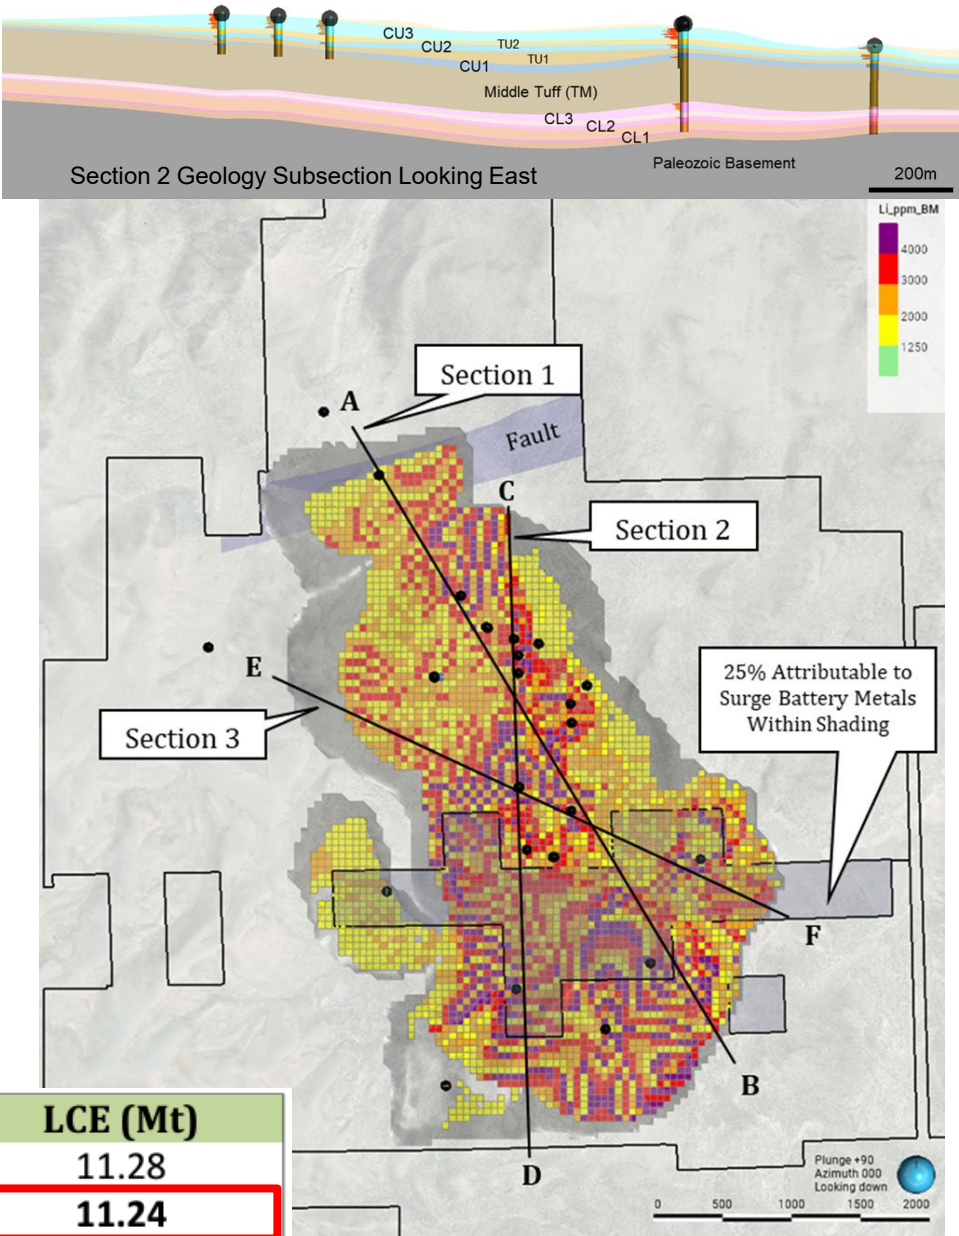 CU3
CU2
TU2
TU1
CU1
Middle Tuff (TM)
CL3
CL2
CL1
Paleozoic Basement
Section 2 Geology Subsection Looking East
200m
Li_ppm_BM
4000
3000
2000
1250
Section 1
A
Fault
C
Section 2
E
25% Attributable to
Surge Battery Metals
Within Shading
Section 3
F
B
D
LCE (Mt)
11.28
11.24
Plunge +90
Azimuth 000
Looking down
0 500 1000 1500 2000